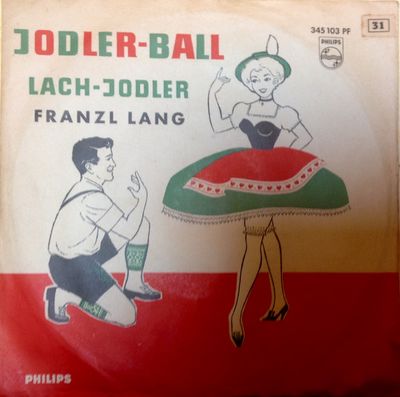 JODLER-BALL
LACH-JODLER
FRANZL LANG
345 103 PF
31
PHILIPS
PHILIPS